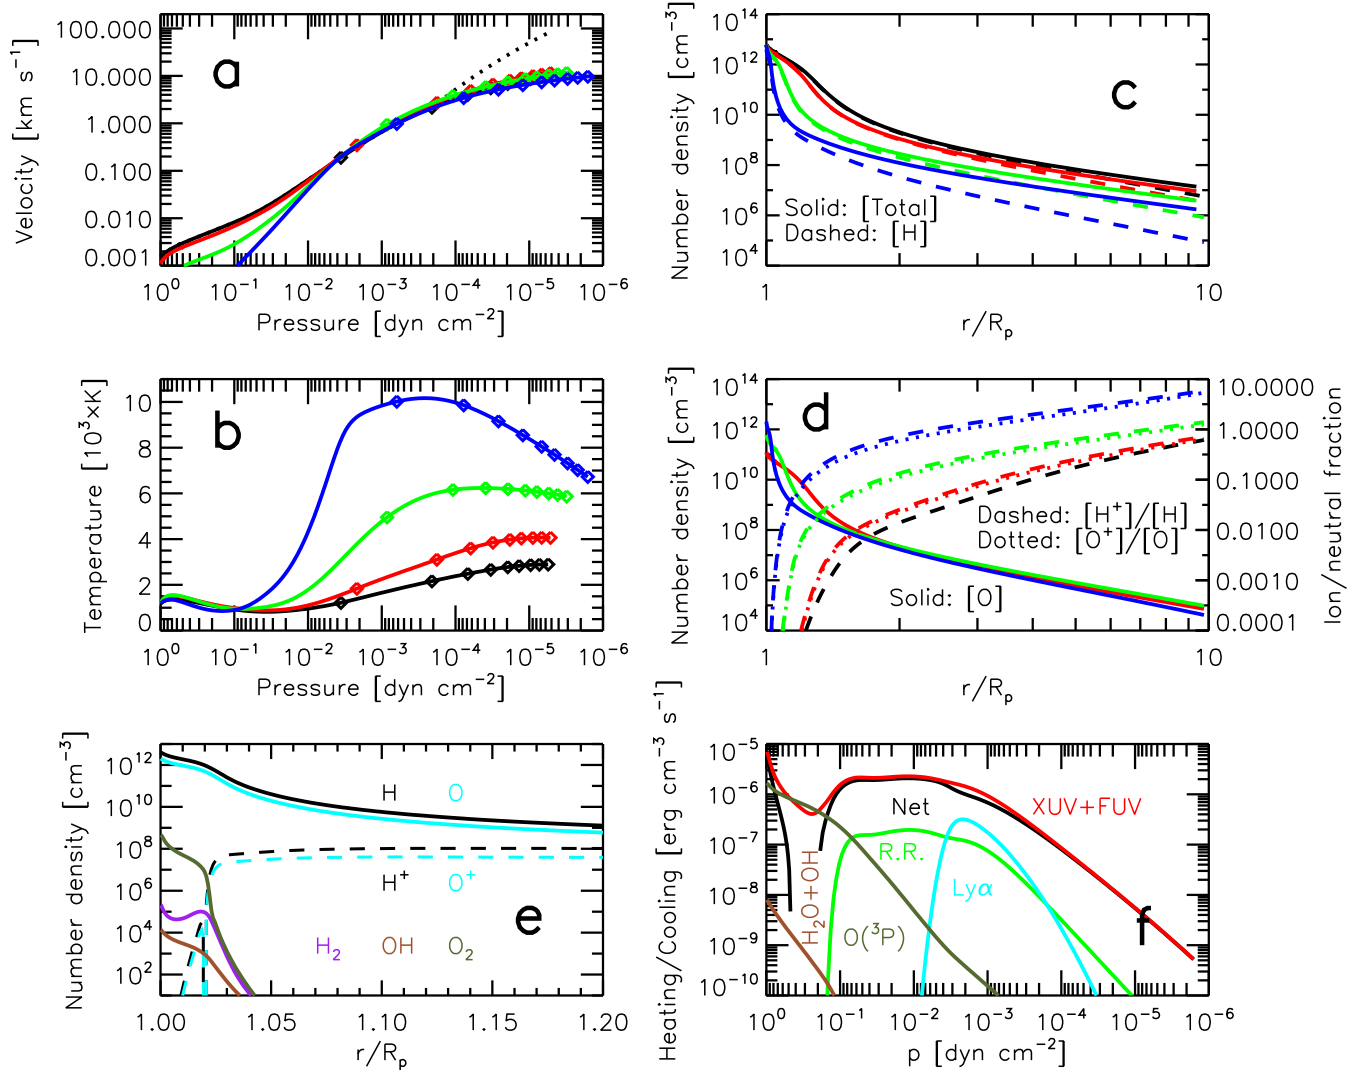 a
100.000
10.000
1.000
0.100
0.010
0.001
Velocity [km s⁻¹]
10⁰ 10⁻¹ 10⁻² 10⁻³ 10⁻⁴ 10⁻⁵ 10⁻⁶
Pressure [dyn cm⁻²]
c
10¹⁴
10¹²
10¹⁰
10⁸
10⁶
10⁴
Number density [cm⁻³]
Solid: [Total]
Dashed: [H]
1 10
r/Rₚ
b
10
8
6
4
2
0
Temperature [10³×K]
10⁰ 10⁻¹ 10⁻² 10⁻³ 10⁻⁴ 10⁻⁵ 10⁻⁶
Pressure [dyn cm⁻²]
d
10¹⁴
10¹²
10¹⁰
10⁸
10⁶
10⁴
Number density [cm⁻³]
10.0000
1.0000
0.1000
0.0100
0.0010
0.0001
Ion/neutral fraction
Dashed: [H⁺]/[H]
Dotted: [O⁺]/[O]
Solid: [O]
1 10
r/Rₚ
10¹²
10¹⁰
10⁸
10⁶
10⁴
10²
Number density [cm⁻³]
H O
H⁺ O⁺
e
H₂ OH O₂
1.00 1.05 1.10 1.15 1.20
r/Rₚ
10⁻⁵
10⁻⁶
10⁻⁷
10⁻⁸
10⁻⁹
10⁻¹⁰
Heating/Cooling [erg cm⁻³ s⁻¹]
Net XUV+FUV
R.R.
Lyα
H₂O+OH
O(³P)
f
10⁰ 10⁻¹ 10⁻² 10⁻³ 10⁻⁴ 10⁻⁵ 10⁻⁶
p [dyn cm⁻²]